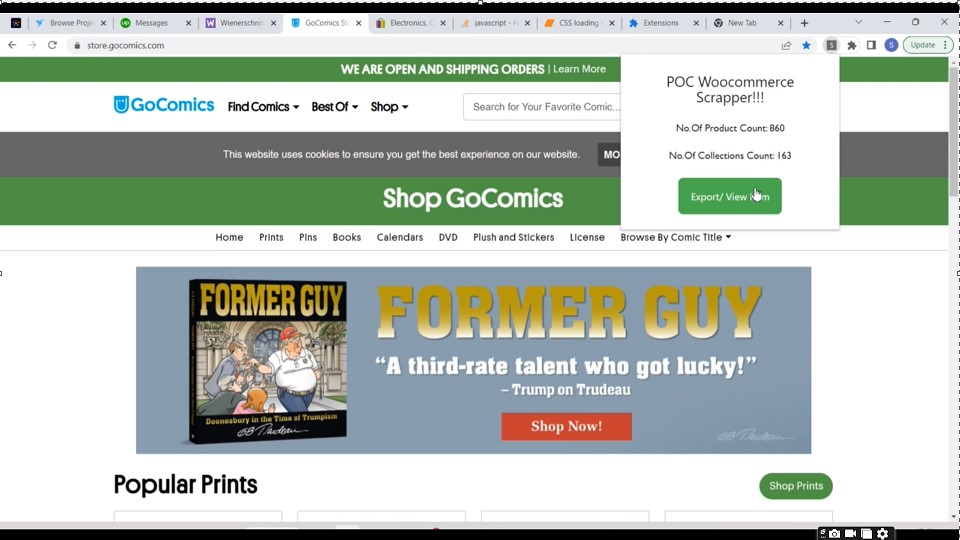 Browse Proje
Messages
Wienerschni
GoComics St
Electronics, C
javascript - H
CSS loading
Extensions
New Tab
store.gocomics.com
Update
WE ARE OPEN AND SHIPPING ORDERS | Learn More
GoComics
Find Comics
Best Of
Shop
Search for Your Favorite Comic...
POC Woocommerce
Scrapper!!!
No.Of Product Count: 860
No.Of Collections Count: 163
Export/ View
This website uses cookies to ensure you get the best experience on our website.
MO
Shop GoComics
Home
Prints
Pins
Books
Calendars
DVD
Plush and Stickers
License
Browse By Comic Title
FORMER GUY
Doonesbury in the Time of Trumpism
FORMER GUY
“A third-rate talent who got lucky!”
– Trump on Trudeau
Shop Now!
Popular Prints
Shop Prints